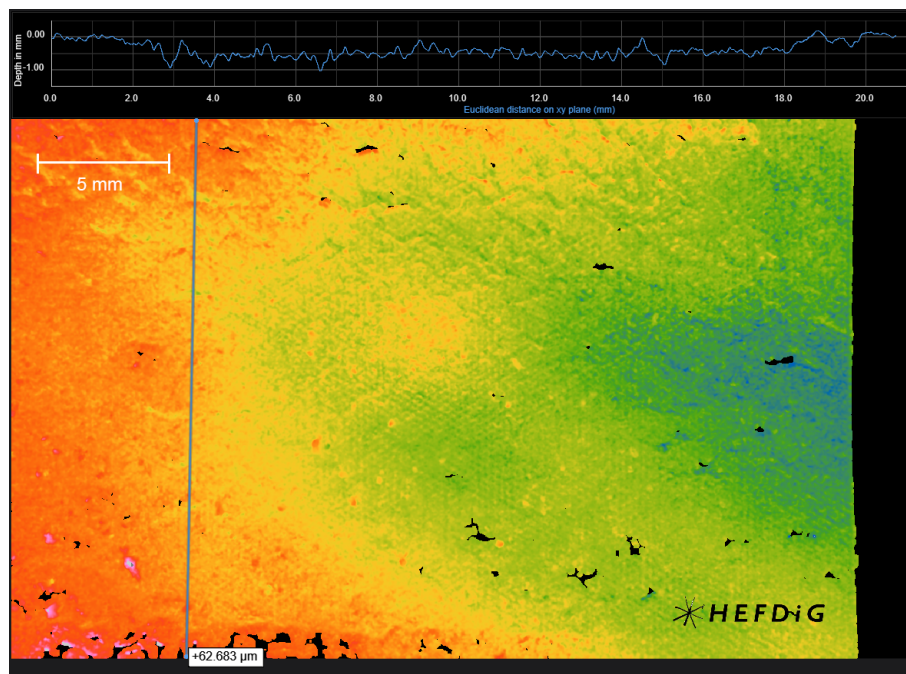 Depth in mm
0.00
-1.00
0.0 2.0 4.0 6.0 8.0 10.0 12.0 14.0 16.0 18.0 20.0
Euclidean distance on xy plane (mm)
5 mm
HEFDiG
+62.683 µm